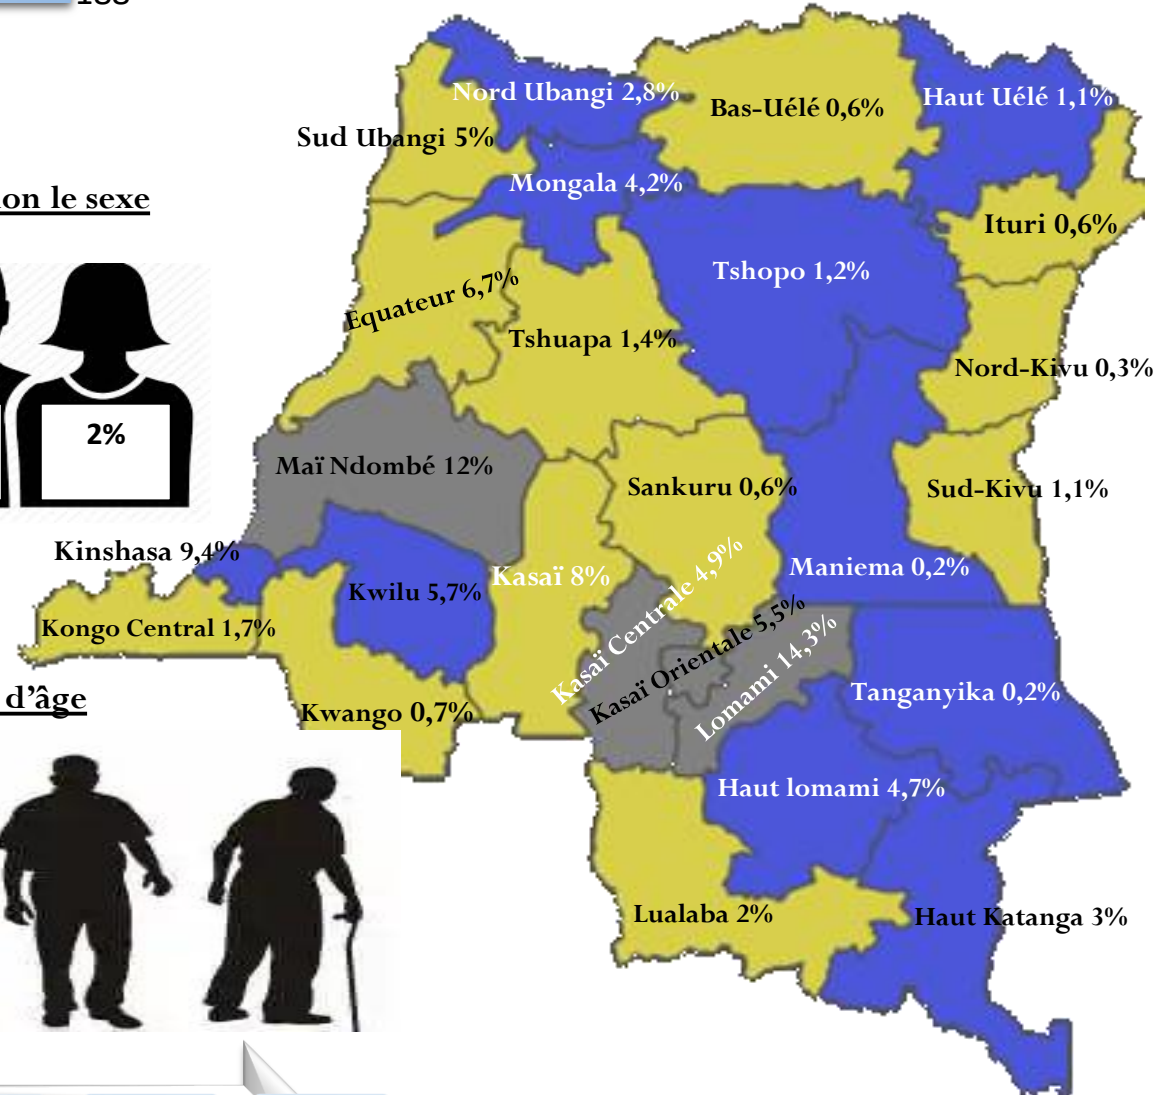 Nord Ubangi 2,8%
Bas-Uélé 0,6%
Haut Uélé 1,1%
Sud Ubangi 5%
Mongala 4,2%
on le sexe
Ituri 0,6%
Tshopo 1,2%
Equateur 6,7%
Tshuapa 1,4%
Nord-Kivu 0,3%
2%
Maï Ndombé 12%
Sankuru 0,6%
Sud-Kivu 1,1%
Kinshasa 9,4%
Kasaï 8%
Kwilu 5,7%
Maniema 0,2%
Kongo Central 1,7%
Kasaï Centrale 4,9%
Kasaï Orientale 5,5%
Lomami 14,3%
d’âge
Kwango 0,7%
Tanganyika 0,2%
Haut lomami 4,7%
Lualaba 2%
Haut Katanga 3%